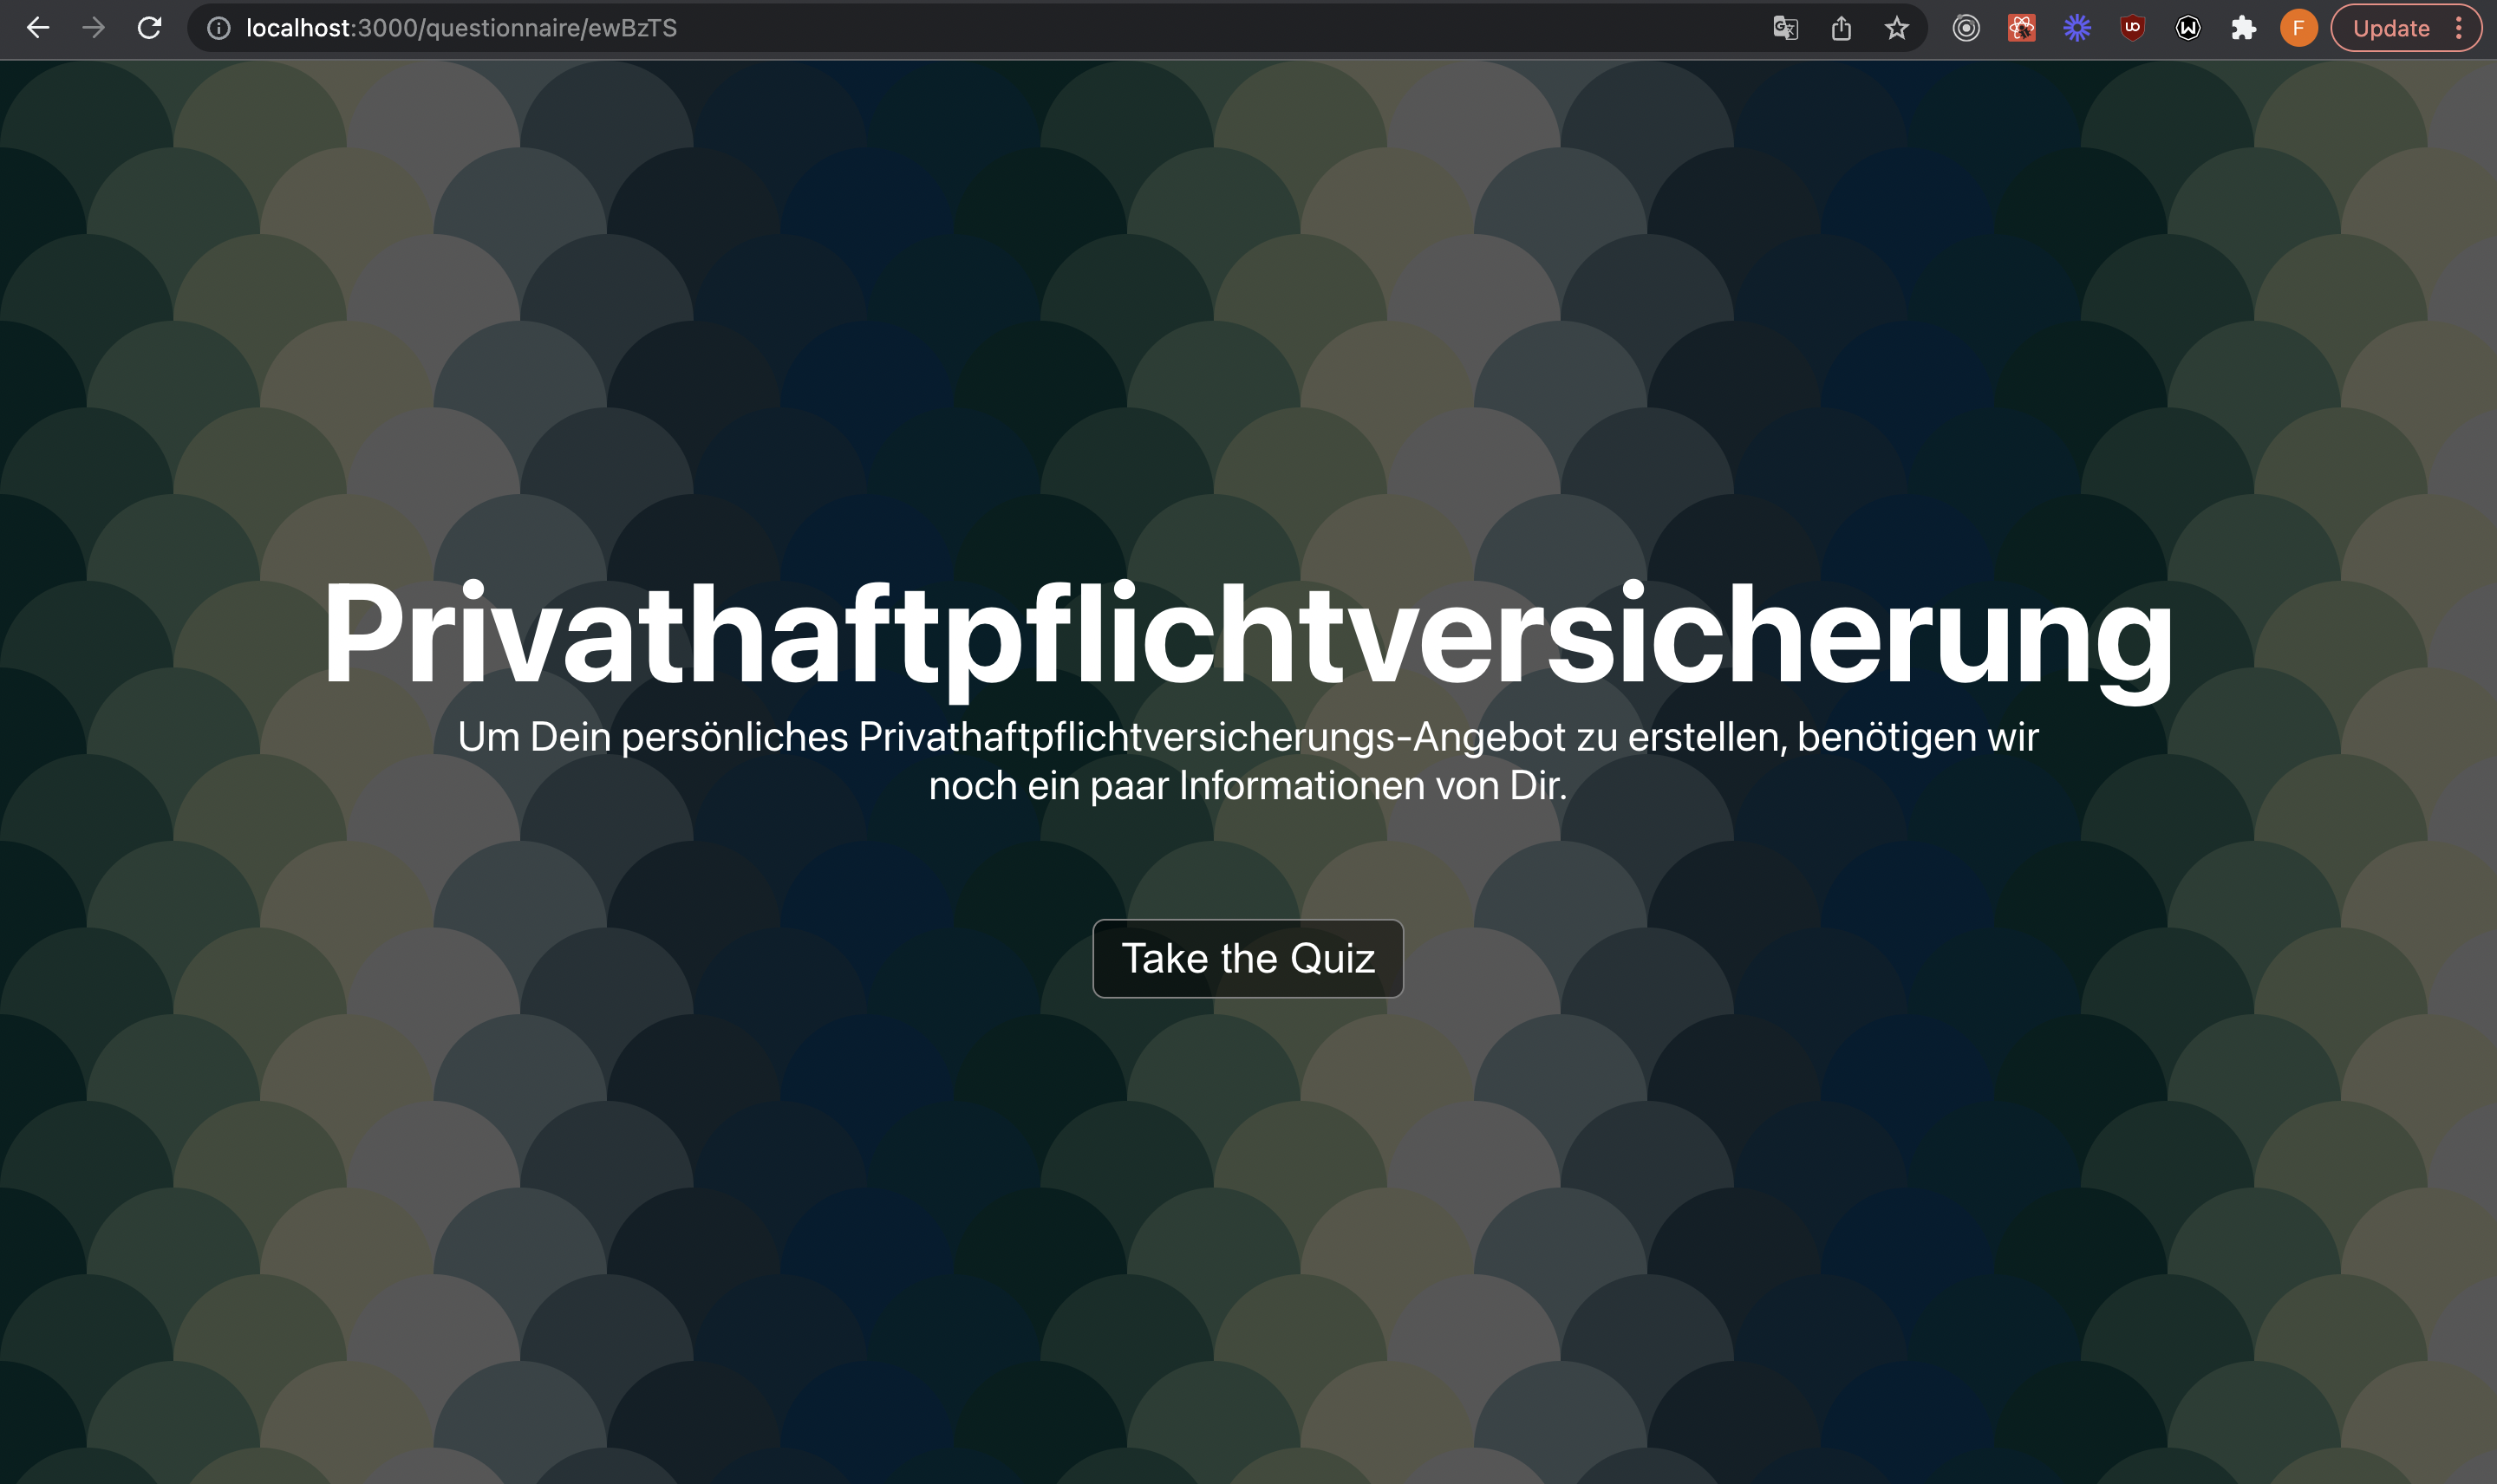 localhost:3000/questionnaire/ewBzTS
F
Update
Privathaftpflichtversicherung
Um Dein persönliches Privathaftpflichtversicherungs-Angebot zu erstellen, benötigen wir
noch ein paar Informationen von Dir.
Take the Quiz